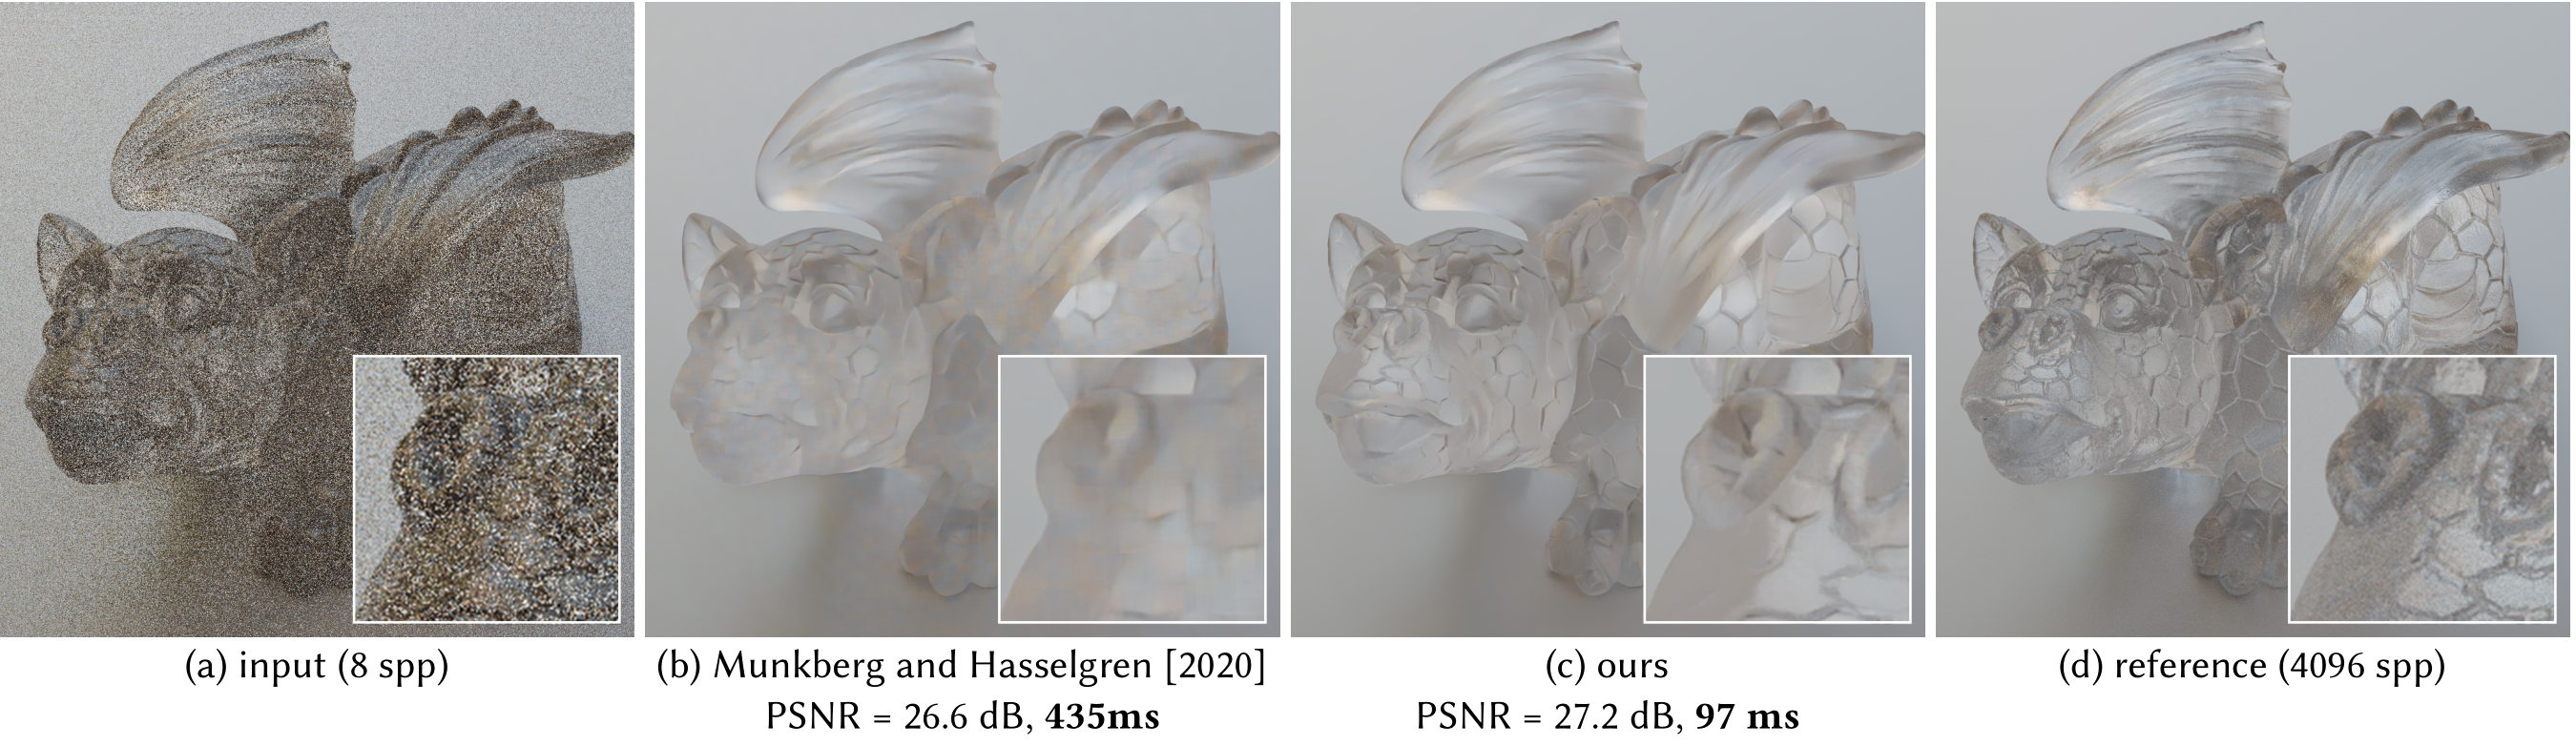 (a) input (8 spp)
(b) Munkberg and Hasselgren [2020]
PSNR = 26.6 dB, 435ms
(c) ours
PSNR = 27.2 dB, 97 ms
(d) reference (4096 spp)